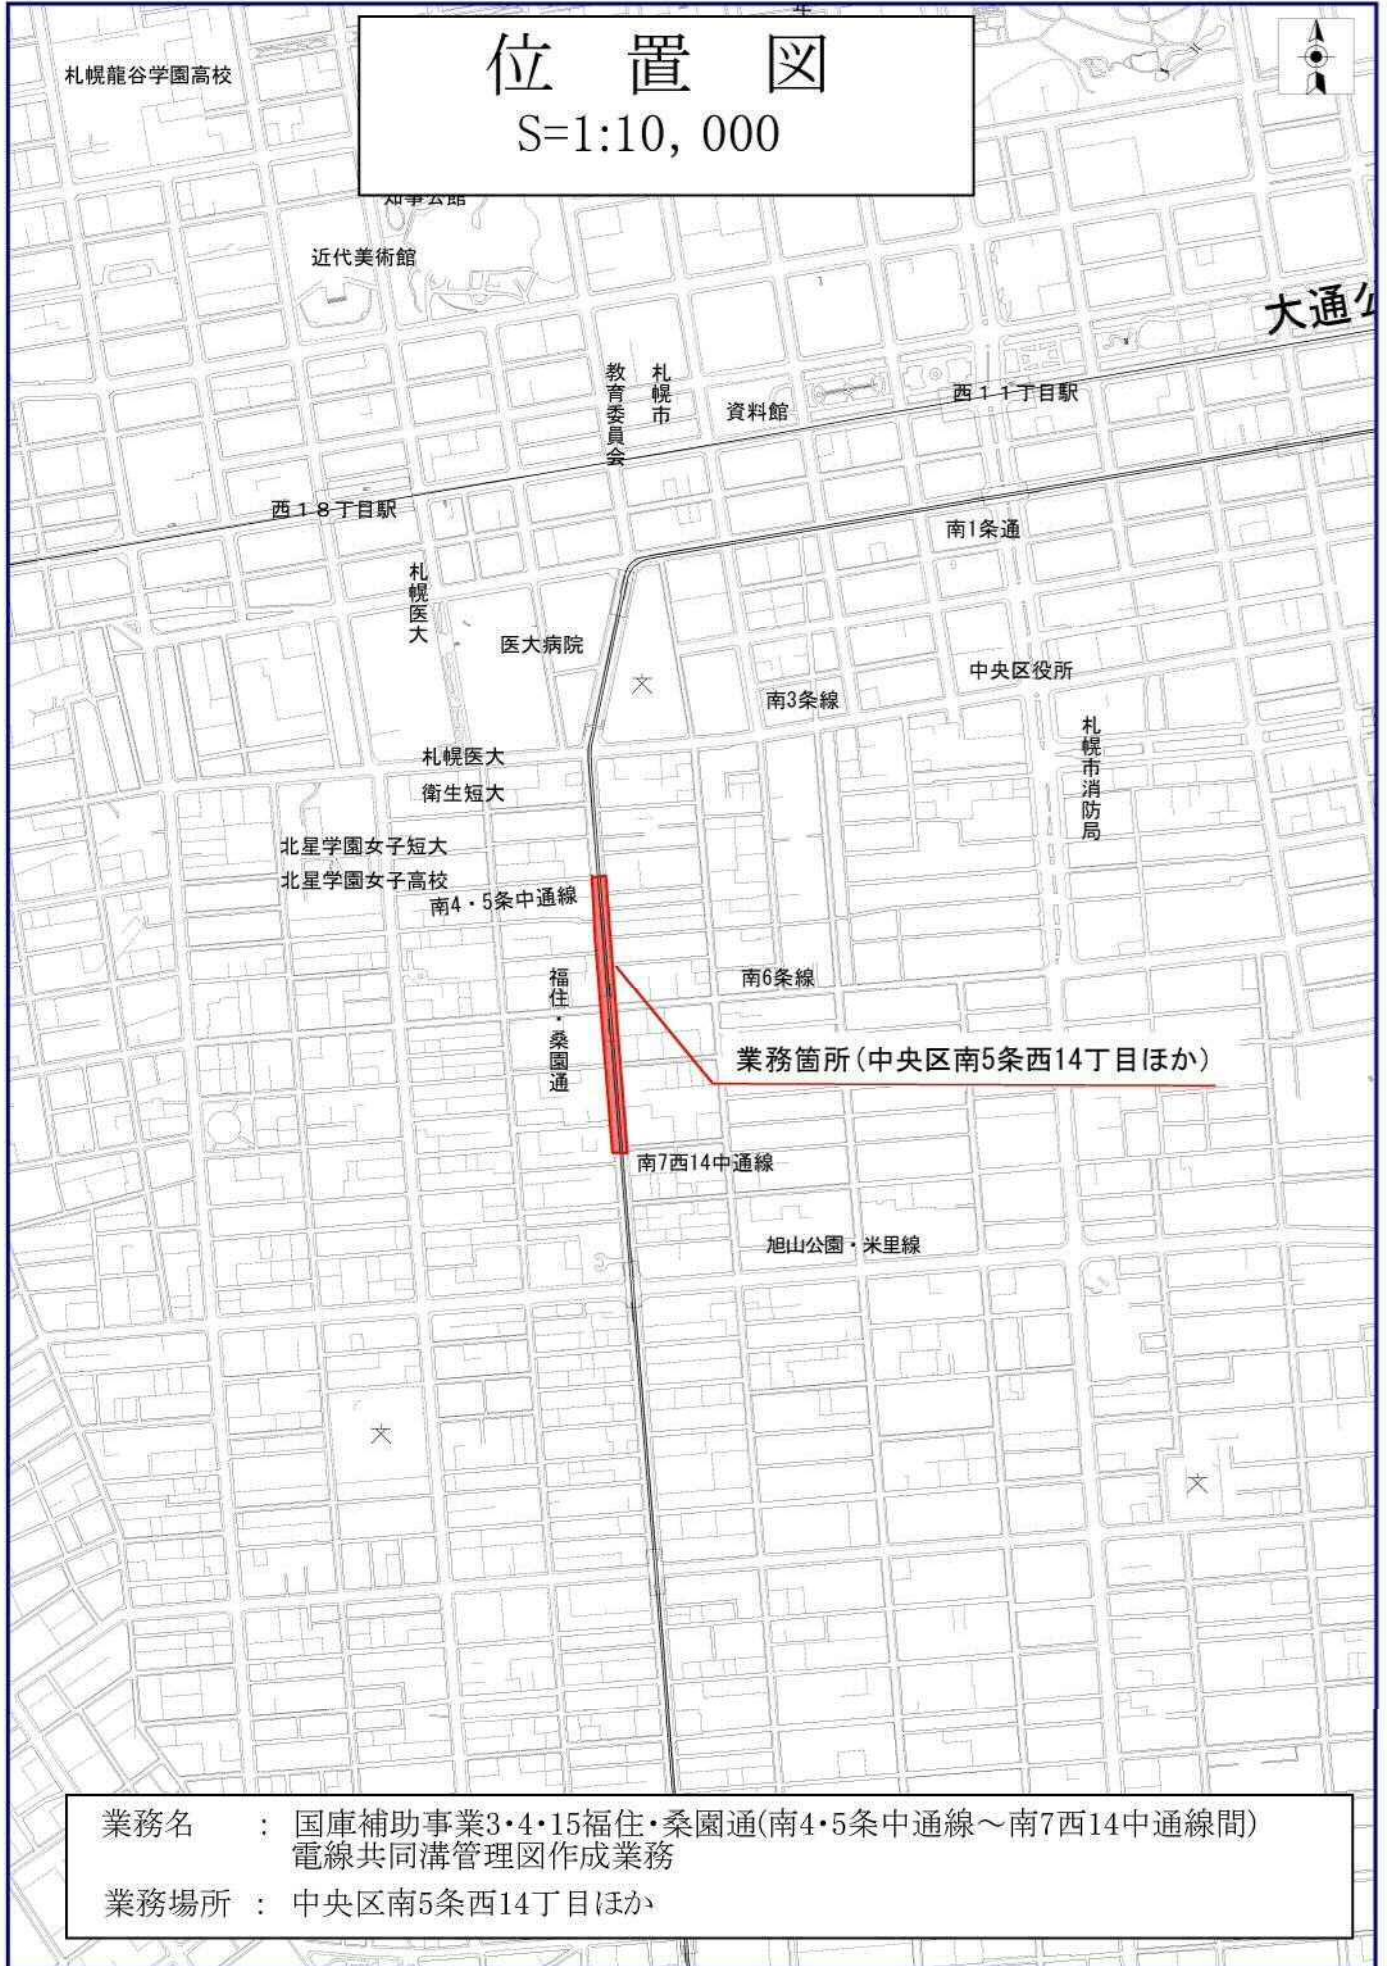 位置図
S=1:10,000
札幌龍谷学園高校
知事公館
近代美術館
大通公
教育委員会
札幌市
資料館
西11丁目駅
西18丁目駅
南1条通
札幌医大
医大病院
文
中央区役所
南3条線
札幌市消防局
札幌医大
衛生短大
北星学園女子短大
北星学園女子高校
南4・5条中通線
福住・桑園通
南6条線
業務箇所(中央区南5条西14丁目ほか)
南7西14中通線
旭山公園・米里線
文
文
業務名 : 国庫補助事業3・4・15福住・桑園通(南4・5条中通線～南7西14中通線間)
電線共同溝管理図作成業務
業務場所 : 中央区南5条西14丁目ほか